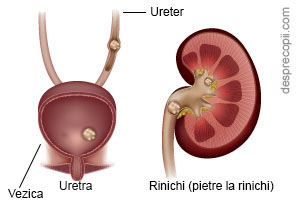 Ureter
Vezica
Uretra
Rinichi (pietre la rinichi)
desprecopii.com